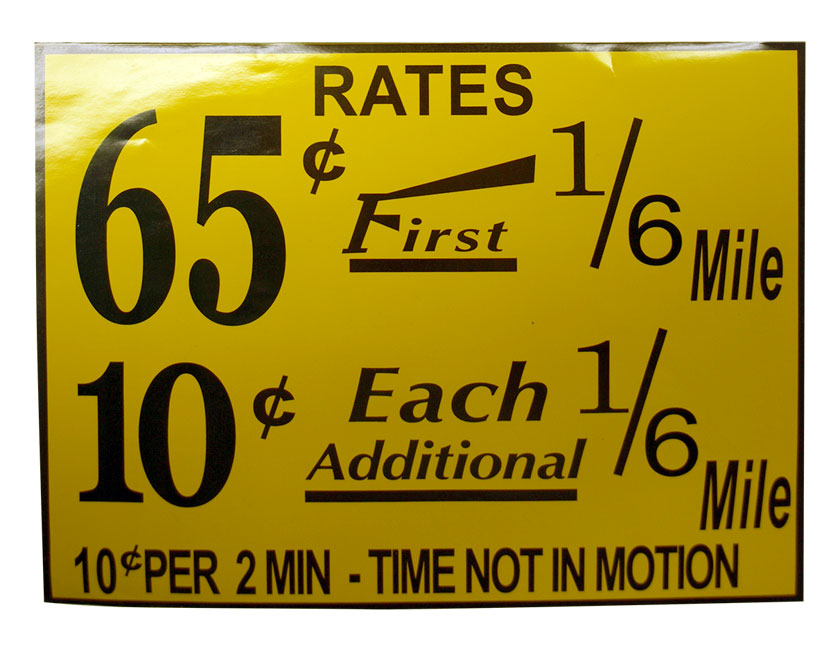 RATES
65¢ First 1/6 Mile
10¢ Each Additional 1/6 Mile
10¢ PER 2 MIN - TIME NOT IN MOTION